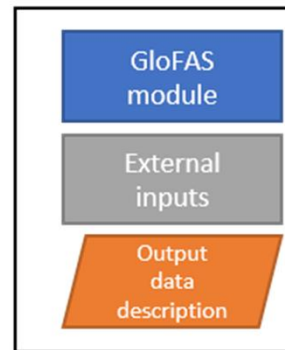 GloFAS
module
External
inputs
Output
data
description